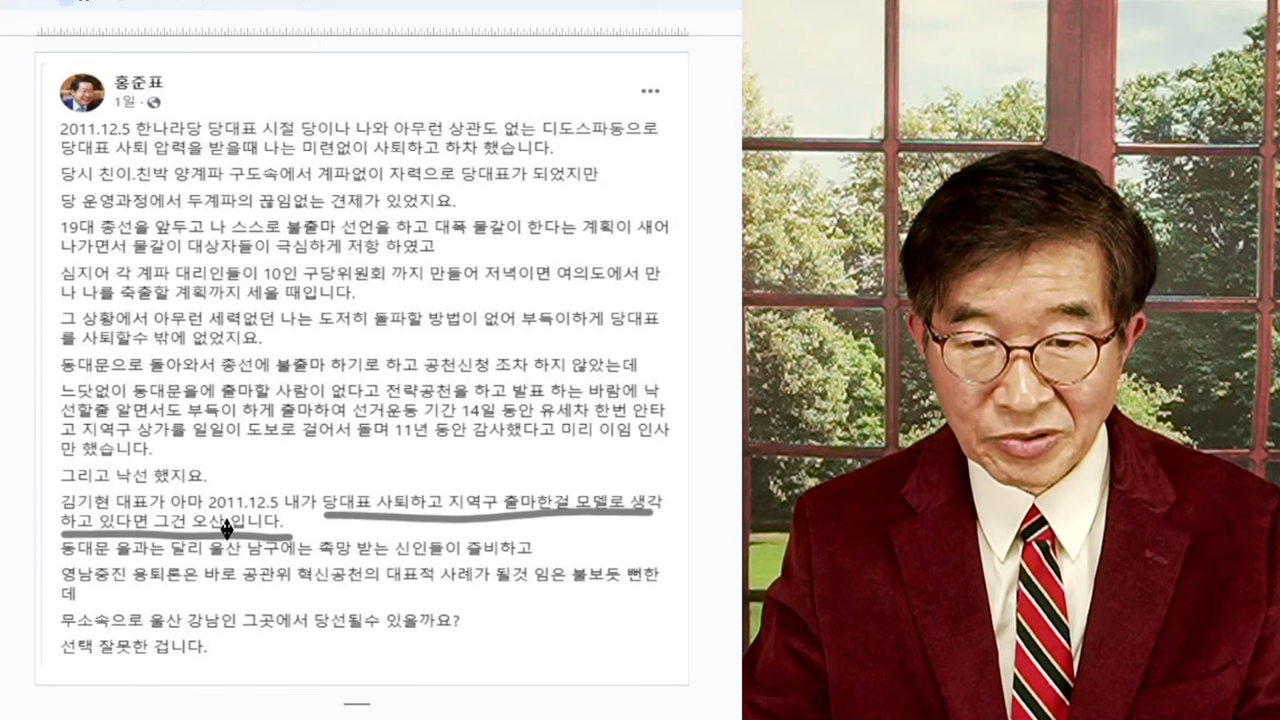 홍준표
1일 ·
2011.12.5 한나라당 당대표 시절 당이나 나와 아무런 상관도 없는 디도스파동으로
당대표 사퇴 압력을 받을때 나는 미련없이 사퇴하고 하차 했습니다.
당시 친이.친박 양계파 구도속에서 계파없이 자력으로 당대표가 되었지만
당 운영과정에서 두계파의 끊임없는 견제가 있었지요.
19대 총선을 앞두고 나 스스로 불출마 선언을 하고 대폭 물갈이 한다는 계획이 새어
나가면서 물갈이 대상자들이 극심하게 저항 하였고
심지어 각 계파 대리인들이 10인 구당위원회 까지 만들어 저녁이면 여의도에서 만
나 나를 축출할 계획까지 세울 때입니다.
그 상황에서 아무런 세력없던 나는 도저히 돌파할 방법이 없어 부득이하게 당대표
를 사퇴할수 밖에 없었지요.
동대문으로 돌아와서 총선에 불출마 하기로 하고 공천신청 조차 하지 않았는데
느닷없이 동대문을에 출마할 사람이 없다고 전략공천을 하고 발표 하는 바람에 낙
선할줄 알면서도 부득이 하게 출마하여 선거운동 기간 14일 동안 유세차 한번 안타
고 지역구 상가를 일일이 도보로 걸어서 돌며 11년 동안 감사했다고 미리 이임 인사
만 했습니다.
그리고 낙선 했지요.
김기현 대표가 아마 2011.12.5 내가 당대표 사퇴하고 지역구 출마한걸 모델로 생각
하고 있다면 그건 오산 입니다.
동대문 을과는 달리 울산 남구에는 촉망 받는 신인들이 즐비하고
영남중진 용퇴론은 바로 공관위 혁신공천의 대표적 사례가 될것 임은 불보듯 뻔한
데
무소속으로 울산 강남인 그곳에서 당선될수 있을까요?
선택 잘못한 겁니다.